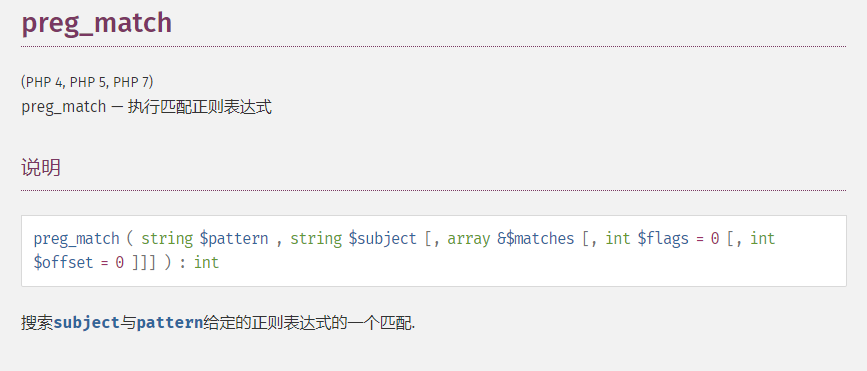 preg_match
(PHP 4, PHP 5, PHP 7)
preg_match — 执行匹配正则表达式
说明
preg_match ( string $pattern , string $subject [, array &$matches [, int $flags = 0 [, int
$offset = 0 ]]] ) : int
搜索subject与pattern给定的正则表达式的一个匹配.